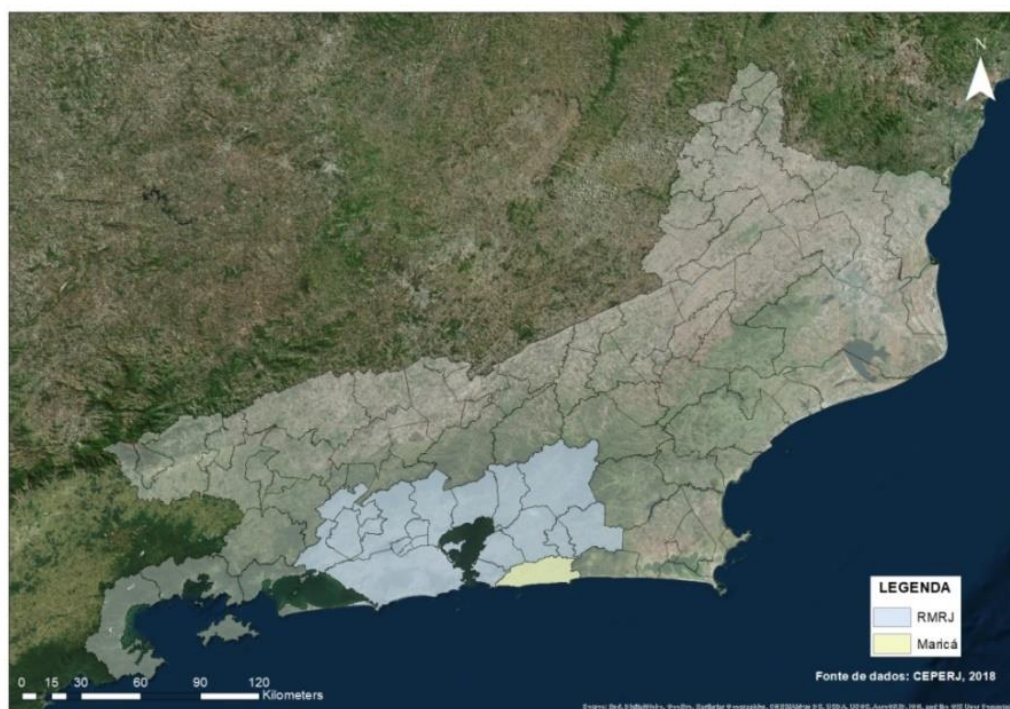 N
LEGENDA
RMRJ
Maricá
Fonte de dados: CEPERJ, 2018
0 15 30 60 90 120
Kilometers